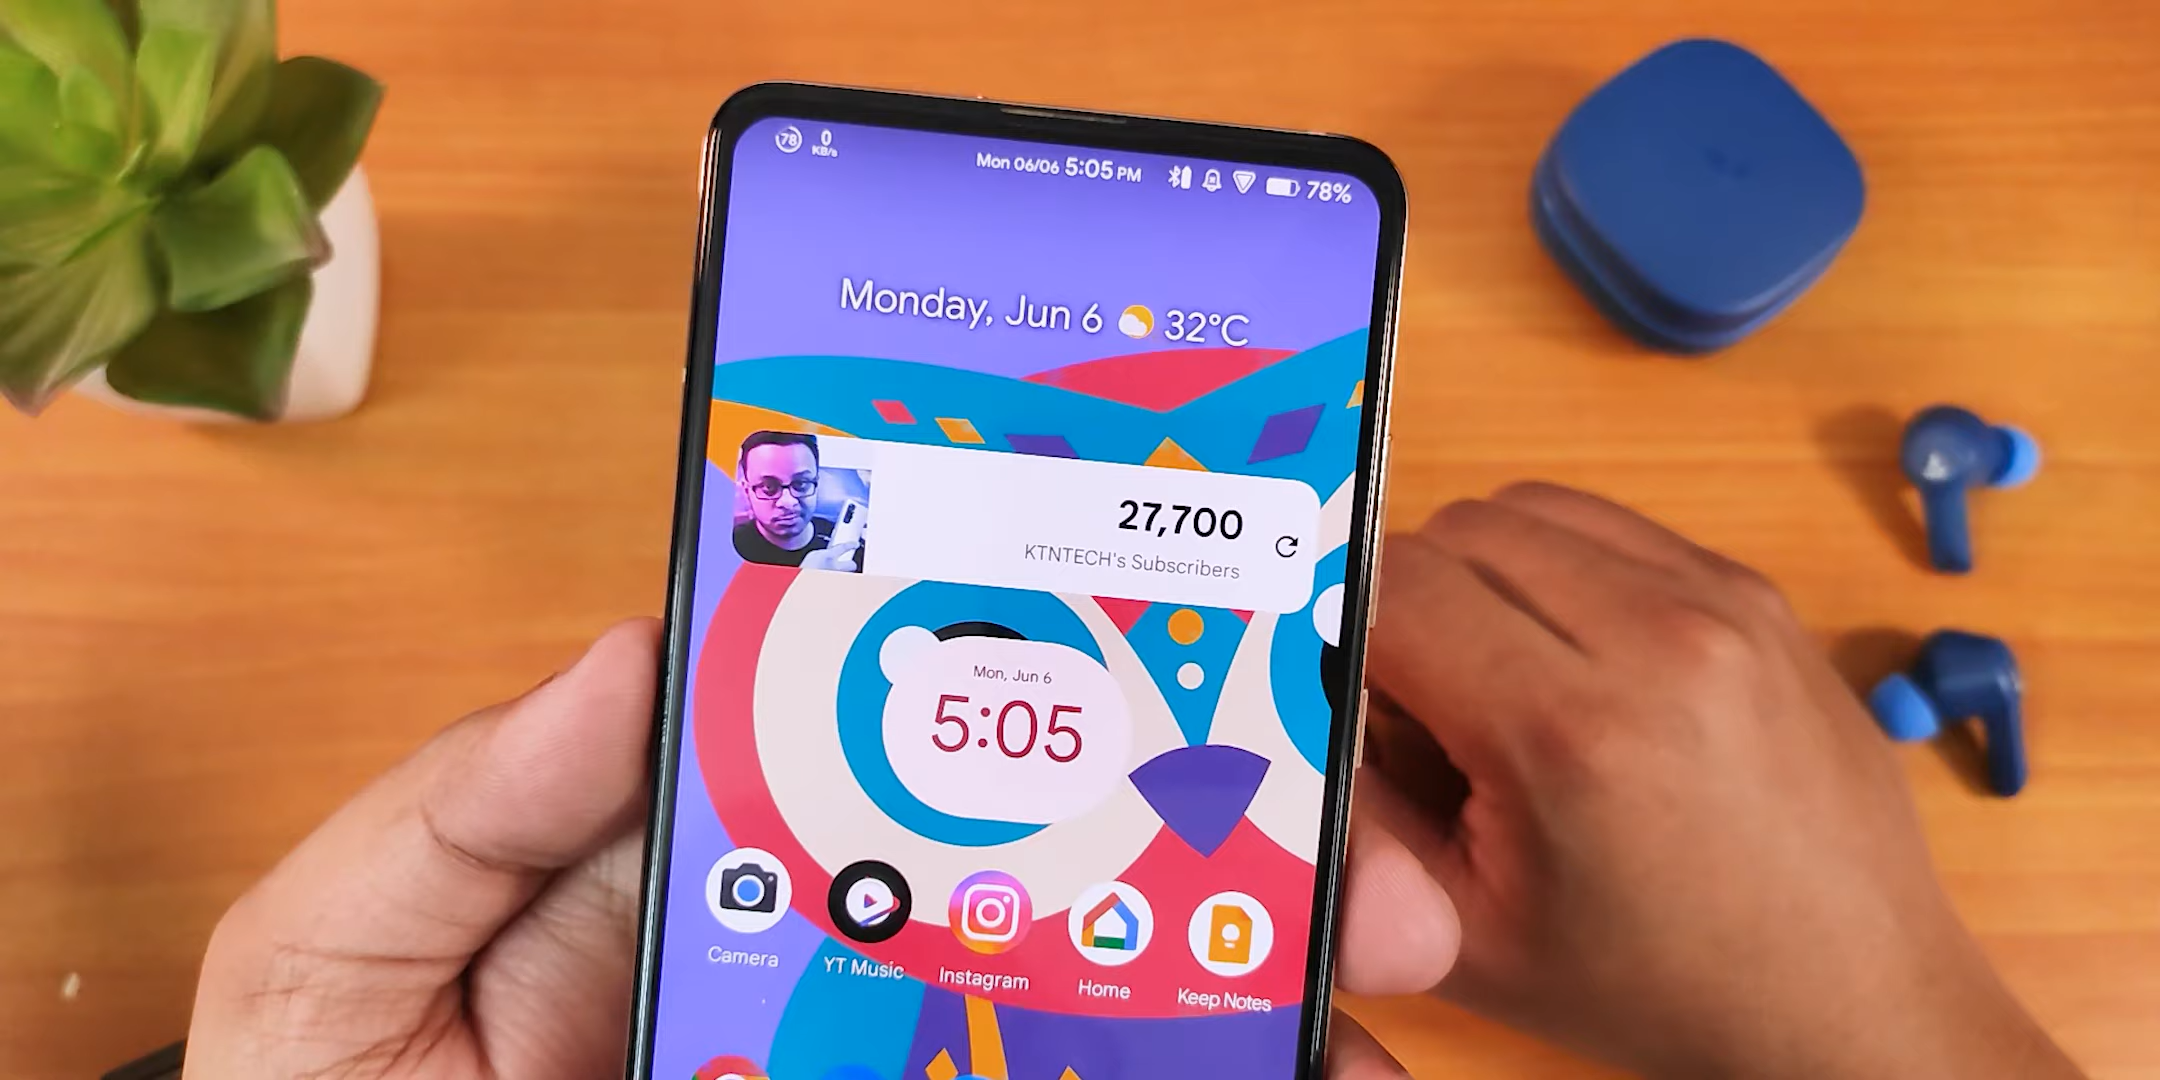 78
0
KB/s
Mon 06/06 5:05 PM
78%
Monday, Jun 6 32°C
27,700
KTNTECH's Subscribers
Mon, Jun 6
5:05
Camera
YT Music
Instagram
Home
Keep Notes